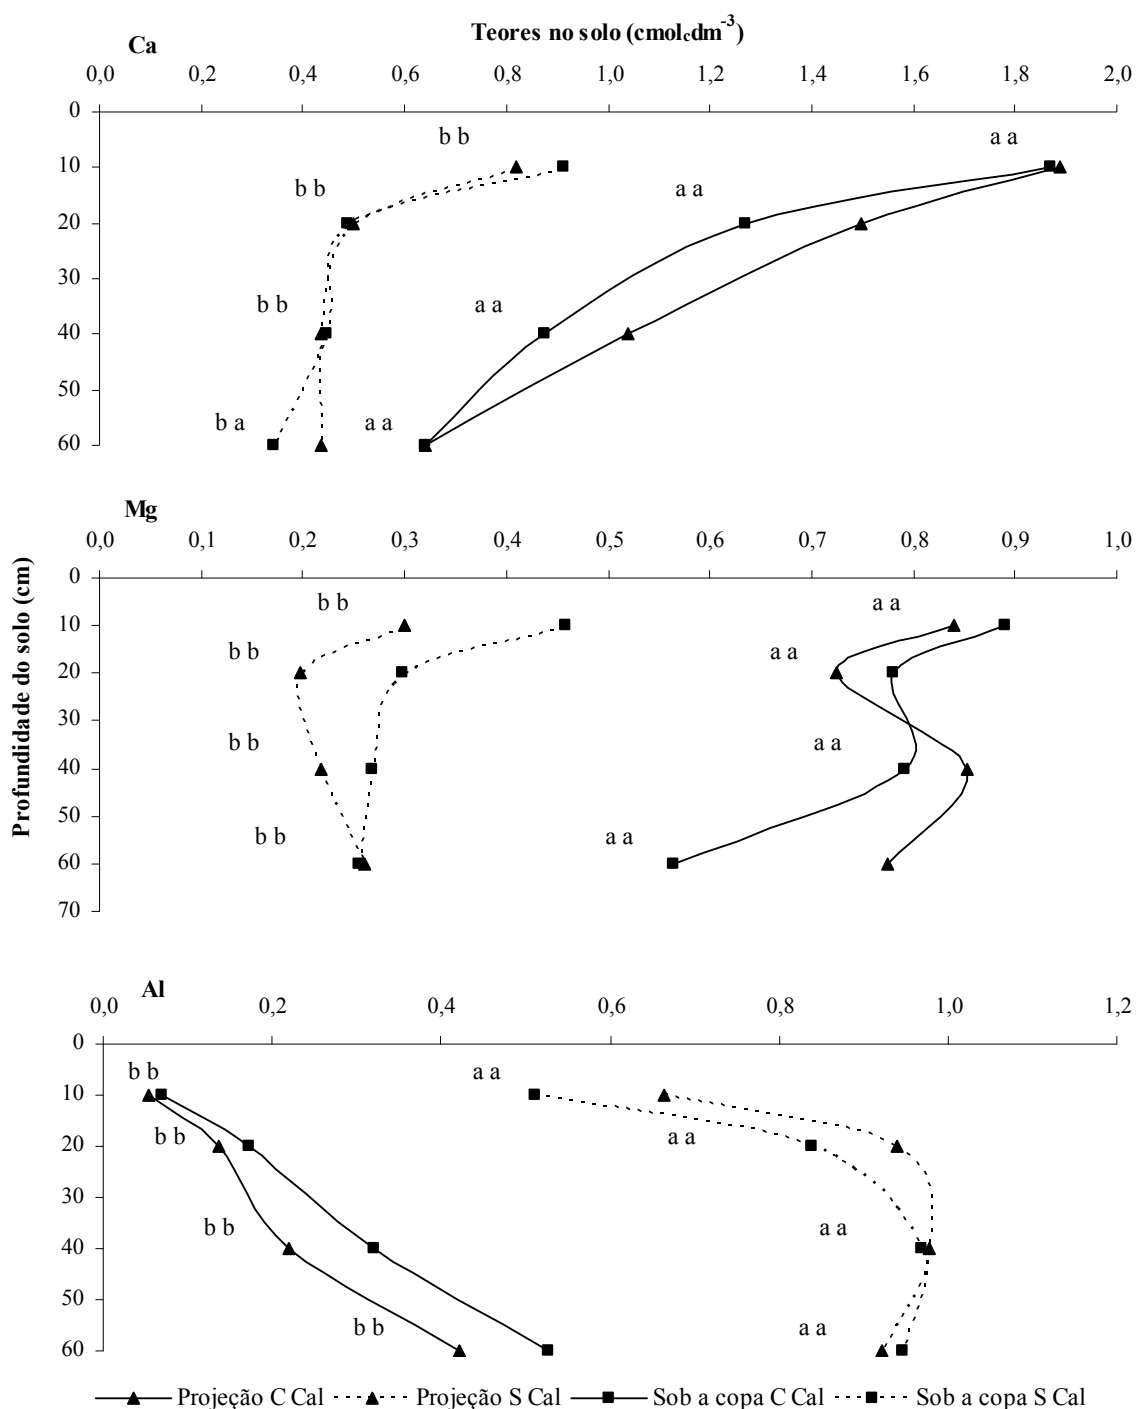 Teores no solo (cmolcdm-3)
Ca
0,0 0,2 0,4 0,6 0,8 1,0 1,2 1,4 1,6 1,8 2,0
0
b b a a
10
b b a a
20
30
b b a a
40
50
b a a a
60
Mg
0,0 0,1 0,2 0,3 0,4 0,5 0,6 0,7 0,8 0,9 1,0
0
b b a a
10
b b a a
20
30
b b a a
40
50
b b a a
60
70
Profundidade do solo (cm)
Al
0,0 0,2 0,4 0,6 0,8 1,0 1,2
0
b b a a
10
b b a a
20
30
b b a a
40
50
b b a a
60
Projeção C Cal Projeção S Cal Sob a copa C Cal Sob a copa S Cal